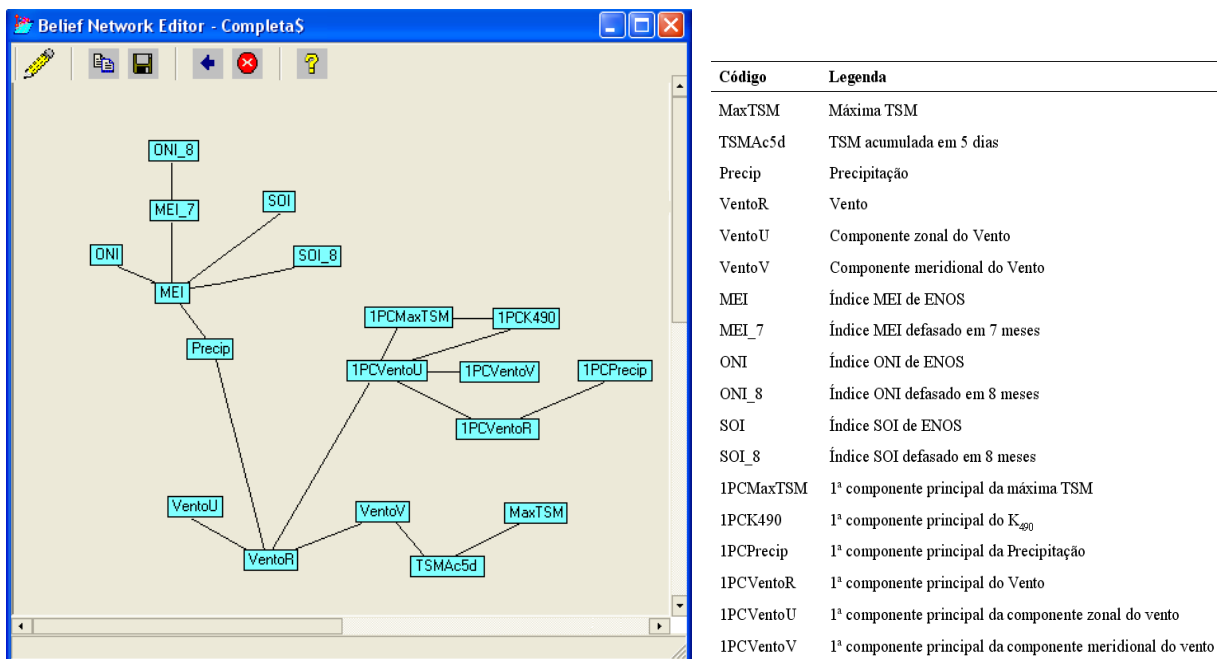 Belief Network Editor - Completa$
ONI_8
MEI_7
SOI
ONI
SOI_8
MEI
1PCMaxTSM
1PCK490
Precip
1PCVentoU
1PCVentoV
1PCPrecip
1PCVentoR
VentoU
VentoV
MaxTSM
VentoR
TSMAc5d
Código Legenda
MaxTSM Máxima TSM
TSMAc5d TSM acumulada em 5 dias
Precip Precipitação
VentoR Vento
VentoU Componente zonal do Vento
VentoV Componente meridional do Vento
MEI Índice MEI de ENOS
MEI_7 Índice MEI defasado em 7 meses
ONI Índice ONI de ENOS
ONI_8 Índice ONI defasado em 8 meses
SOI Índice SOI de ENOS
SOI_8 Índice SOI defasado em 8 meses
1PCMaxTSM 1ª componente principal da máxima TSM
1PCK490 1ª componente principal do K490
1PCPrecip 1ª componente principal da Precipitação
1PCVentoR 1ª componente principal do Vento
1PCVentoU 1ª componente principal da componente zonal do vento
1PCVentoV 1ª componente principal da componente meridional do vento